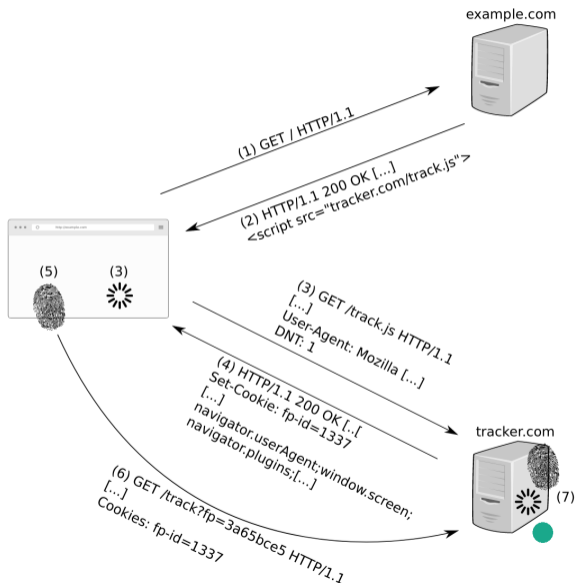 example.com
(1) GET / HTTP/1.1
(2) HTTP/1.1 200 OK [...]
<script src="tracker.com/track.js">
(5)
(3)
(3) GET /track.js HTTP/1.1
[...]
User-Agent: Mozilla [...]
DNT: 1
(4) HTTP/1.1 200 OK [..[
Set-Cookie: fp-id=1337
[...]
navigator.userAgent;window.screen;
navigator.plugins;[...]
tracker.com
(7)
(6) GET /track?fp=3a65bce5 HTTP/1.1
[...]
Cookies: fp-id=1337